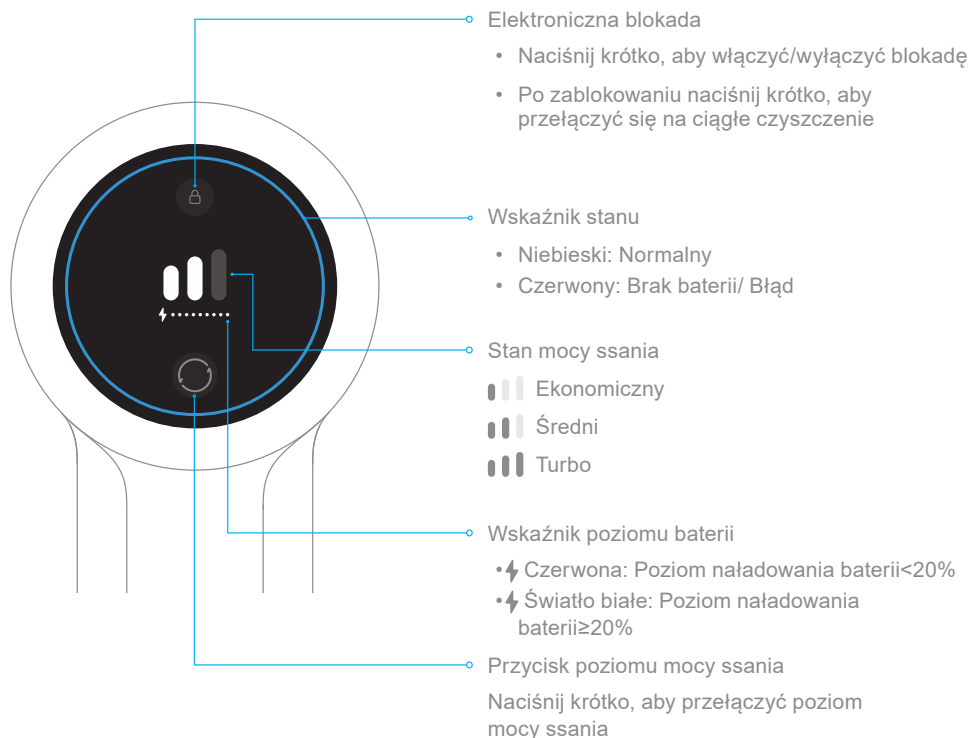 Elektroniczna blokada
• Naciśnij krótko, aby włączyć/wyłączyć blokadę
• Po zablokowaniu naciśnij krótko, aby
przełączyć się na ciągłe czyszczenie
Wskaźnik stanu
• Niebieski: Normalny
• Czerwony: Brak baterii/ Błąd
Stan mocy ssania
Ekonomiczny
Średni
Turbo
Wskaźnik poziomu baterii
• Czerwona: Poziom naładowania baterii<20%
• Światło białe: Poziom naładowania
baterii≥20%
Przycisk poziomu mocy ssania
Naciśnij krótko, aby przełączyć poziom
mocy ssania